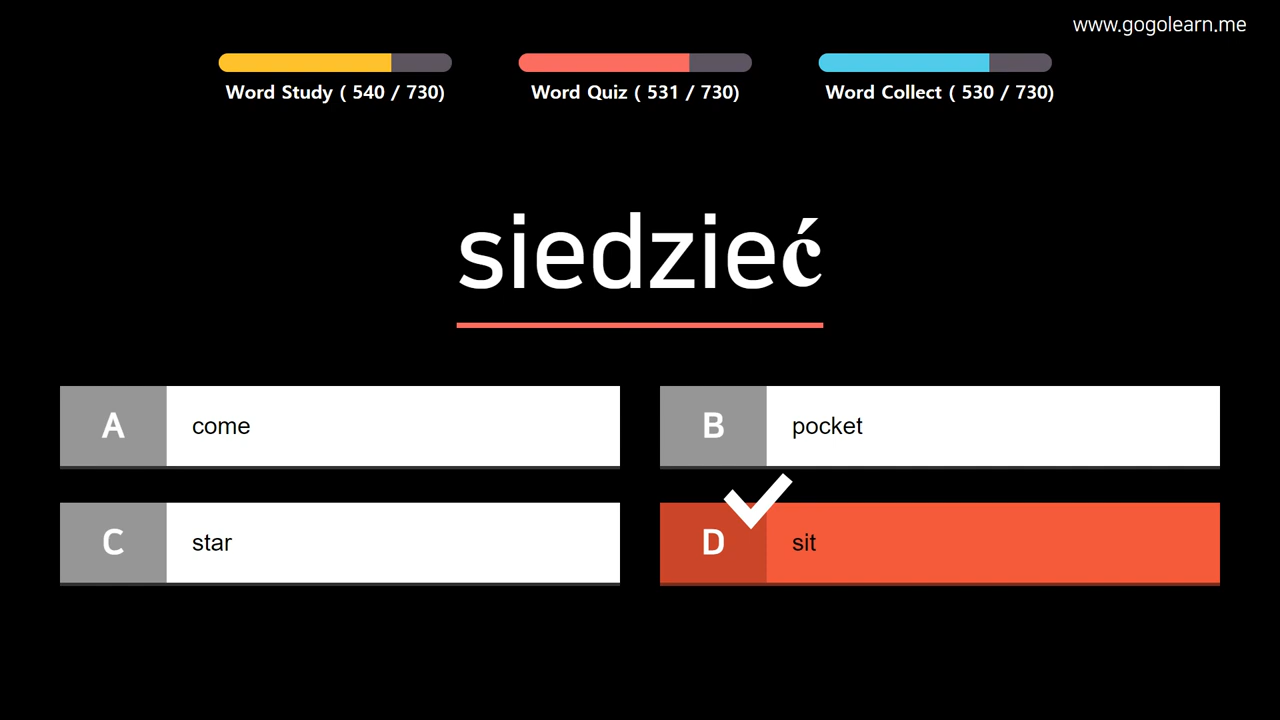 www.gogolearn.me
Word Study ( 540 / 730)
Word Quiz ( 531 / 730)
Word Collect ( 530 / 730)
siedzieć
A come
B pocket
C star
D sit